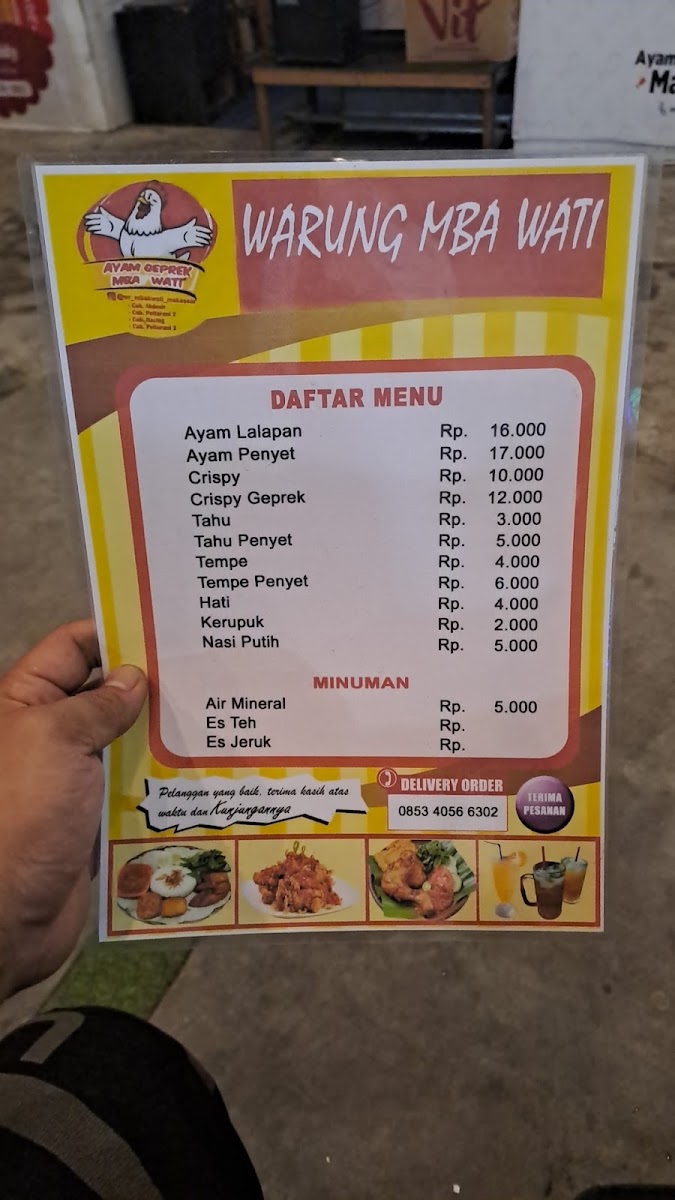 Vit
Ayam
Ma
WARUNG MBA WATI
AYAM GEPREK
MBA WATI
DAFTAR MENU
Ayam Lalapan Rp. 16.000
Ayam Penyet Rp. 17.000
Crispy Rp. 10.000
Crispy Geprek Rp. 12.000
Tahu Rp. 3.000
Tahu Penyet Rp. 5.000
Tempe Rp. 4.000
Tempe Penyet Rp. 6.000
Hati Rp. 4.000
Kerupuk Rp. 2.000
Nasi Putih Rp. 5.000
MINUMAN
Air Mineral Rp. 5.000
Es Teh Rp.
Es Jeruk Rp.
Pelanggan yang baik, terima kasih atas
waktu dan Kunjungannya
DELIVERY ORDER
0853 4056 6302
TERIMA
PESANAN